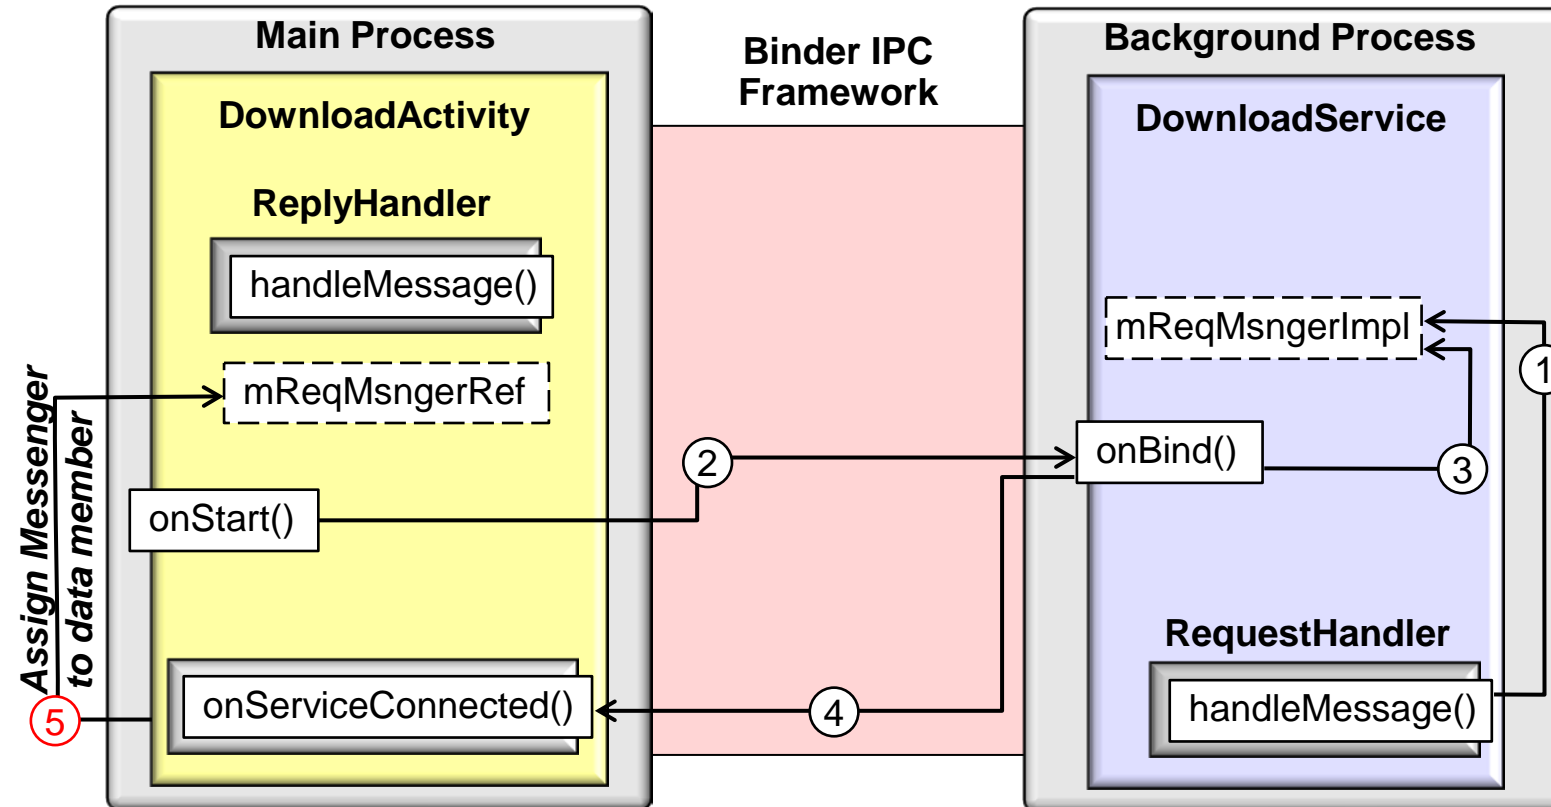 Main Process
DownloadActivity
ReplyHandler
handleMessage()
mReqMsngerRef
onStart()
onServiceConnected()
Assign Messenger
to data member
5
Binder IPC
Framework
2
4
Background Process
DownloadService
mReqMsngerImpl
1
onBind()
3
RequestHandler
handleMessage()